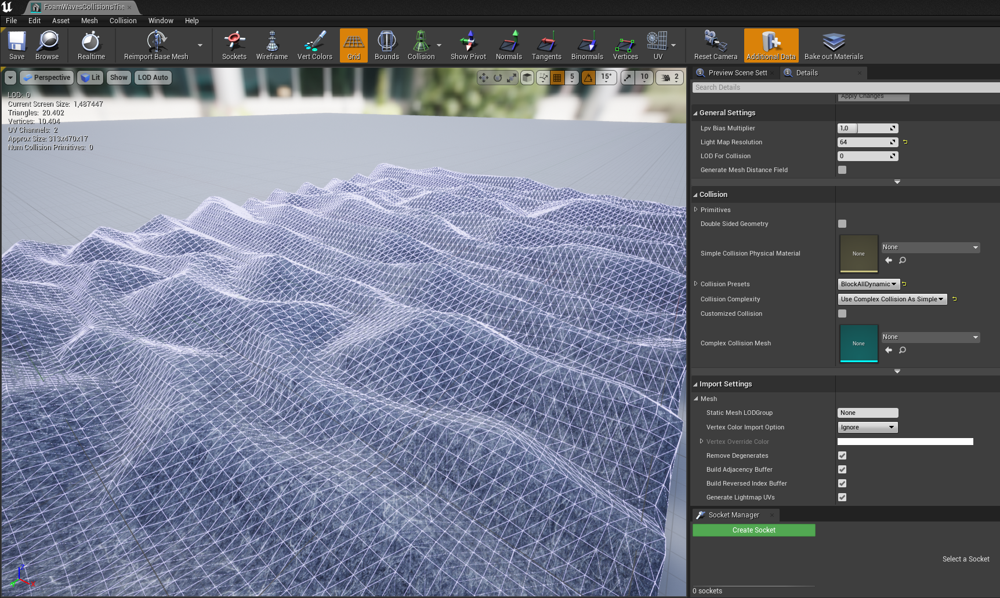 FoamWavesCollisionsThe
File Edit Asset Mesh Collision Window Help
Save Browse Realtime Reimport Base Mesh Sockets Wireframe Vert Colors Grid Bounds Collision Show Pivot Normals Tangents Binormals Vertices UV Reset Camera Additional Data Bake out Materials
Perspective Lit Show LOD Auto 5 15° 10 2
LOD: 0
Current Screen Size: 1,487447
Triangles: 20.402
Vertices: 10.404
UV Channels: 2
Approx Size: 313x470x17
Num Collision Primitives: 0
Preview Scene Sett Details
Search Details
Apply Changes
General Settings
Lpv Bias Multiplier 1,0
Light Map Resolution 64
LOD For Collision 0
Generate Mesh Distance Field
Collision
Primitives
Double Sided Geometry
Simple Collision Physical Material None None
Collision Presets BlockAllDynamic
Collision Complexity Use Complex Collision As Simple
Customized Collision
Complex Collision Mesh None None
Import Settings
Mesh
Static Mesh LODGroup None
Vertex Color Import Option Ignore
Vertex Override Color
Remove Degenerates
Build Adjacency Buffer
Build Reversed Index Buffer
Generate Lightmap UVs
Socket Manager
Create Socket
Select a Socket
0 sockets
Z
X